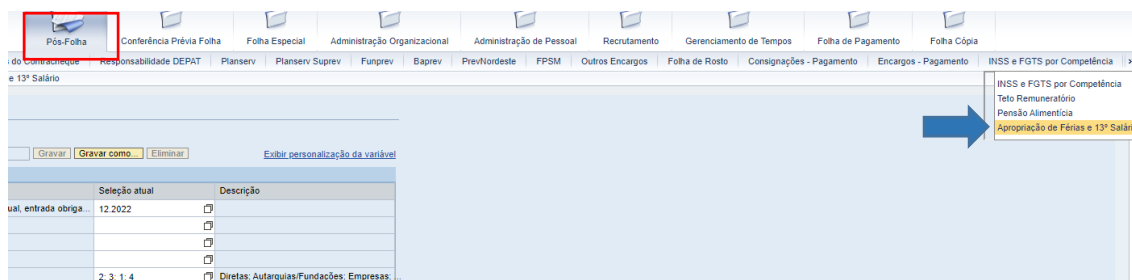 Pós-Folha Conferência Prévia Folha Folha Especial Administração Organizacional Administração de Pessoal Recrutamento Gerenciamento de Tempos Folha de Pagamento Folha Cópia
do Contracheque Responsabilidade DEPAT Planserv Planserv Suprev Funprev Baprev PrevNordeste FPSM Outros Encargos Folha de Rosto Consignações - Pagamento Encargos - Pagamento INSS e FGTS por Competência
e 13º Salário
INSS e FGTS por Competência
Teto Remuneratório
Pensão Alimentícia
Apropriação de Férias e 13º Salári
Gravar Gravar como... Eliminar Exibir personalização da variável
Seleção atual Descrição
ual, entrada obriga... 12.2022
2; 3; 1; 4 Diretas; Autarquias/Fundações; Empresas; ...